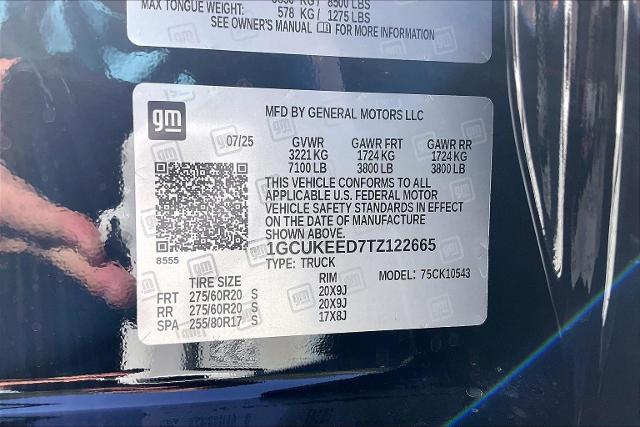 MAX TONGUE WEIGHT: KG / 8500 LBS
578 KG / 1275 LBS
SEE OWNER'S MANUAL FOR MORE INFORMATION
gm
MFD BY GENERAL MOTORS LLC
07/25 GVWR GAWR FRT GAWR RR
3221 KG 1724 KG 1724 KG
7100 LB 3800 LB 3800 LB
THIS VEHICLE CONFORMS TO ALL
APPLICABLE U.S. FEDERAL MOTOR
VEHICLE SAFETY STANDARDS IN EFFECT
ON THE DATE OF MANUFACTURE
SHOWN ABOVE.
8555
1GCUKEED7TZ122665
TYPE: TRUCK
MODEL: 75CK10543
TIRE SIZE RIM
FRT 275/60R20 S 20X9J
RR 275/60R20 S 20X9J
SPA 255/80R17 S 17X8J